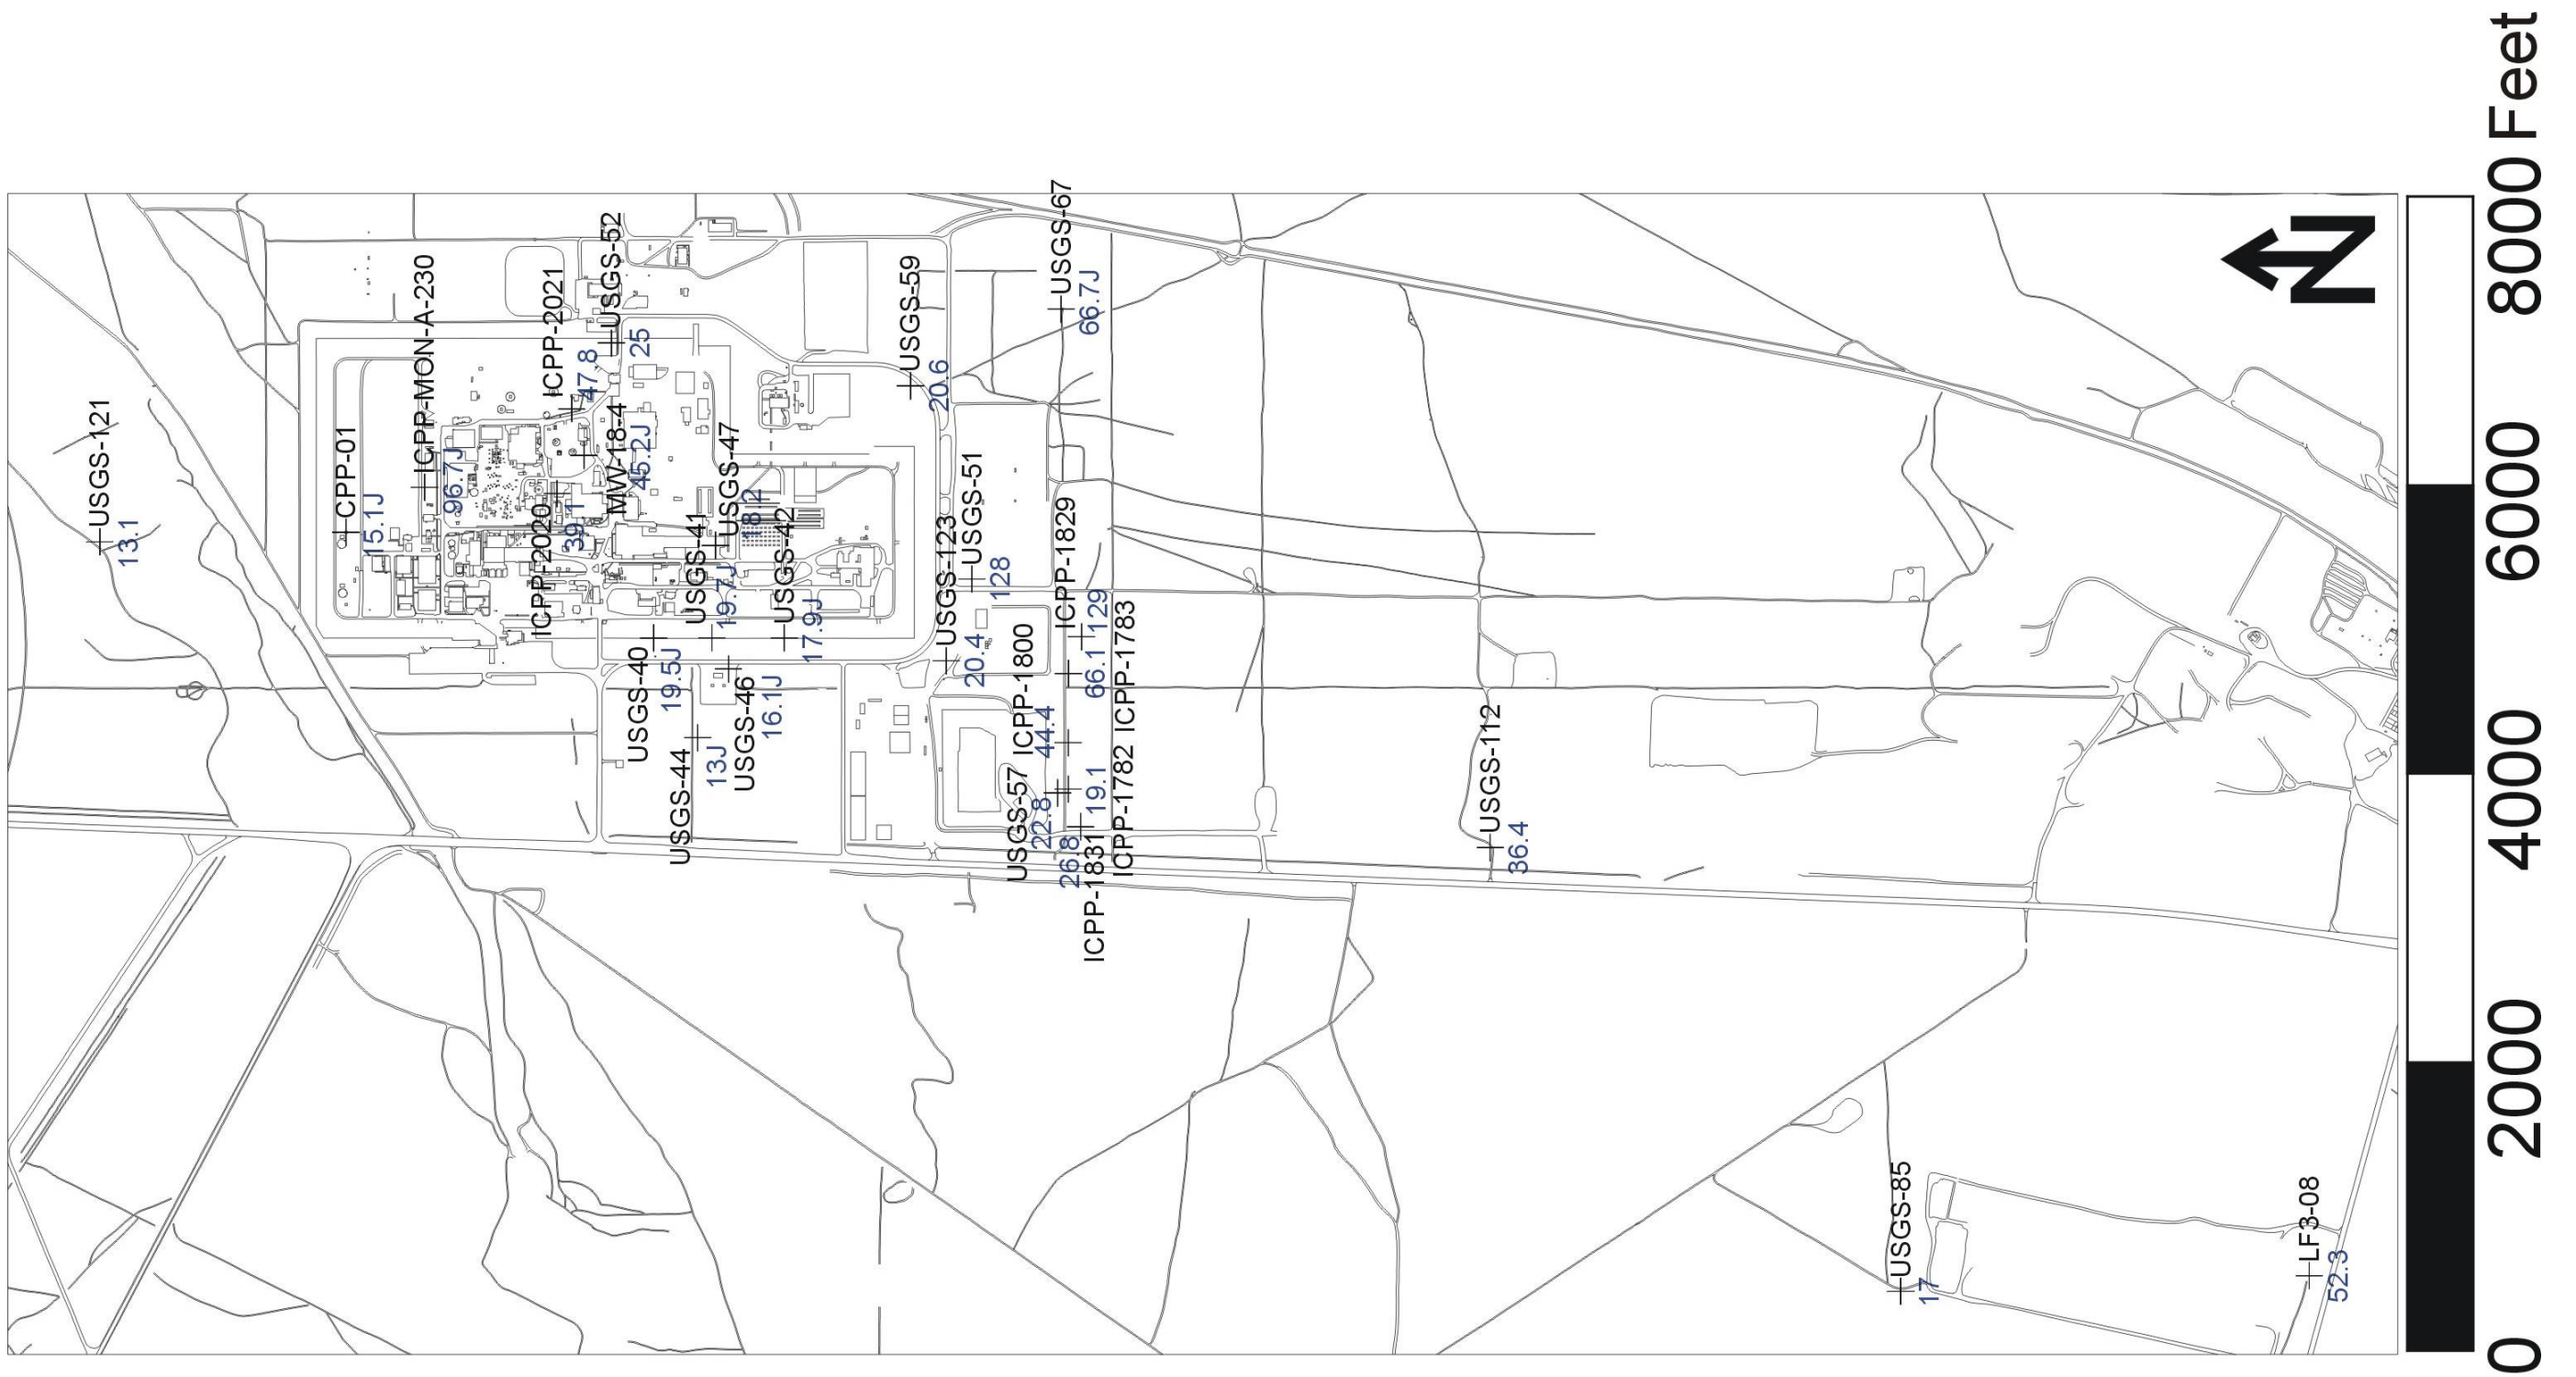 USGS-121
13.1
CPP-01
15.1J
ICPP-MON-A-230
96.7J
ICPP-2021
47.8
USGS-52
25
ICPP-2020
39.1
MW-18-4
45.2J
USGS-40
19.5J
USGS-41
19.7J
USGS-47
18.2
USGS-42
17.9J
USGS-44
13J
USGS-46
16.1J
USGS-59
20.6
USGS-123
20.4
USGS-51
128
USGS-67
66.7J
ICPP-1829
129
ICPP-1783
66.1
ICPP-1800
44.4
ICPP-1782
19.1
USGS-57
22.8
ICPP-1831
26.8
USGS-112
36.4
USGS-85
17
LF3-08
52.3
N
0 2000 4000 6000 8000 Feet